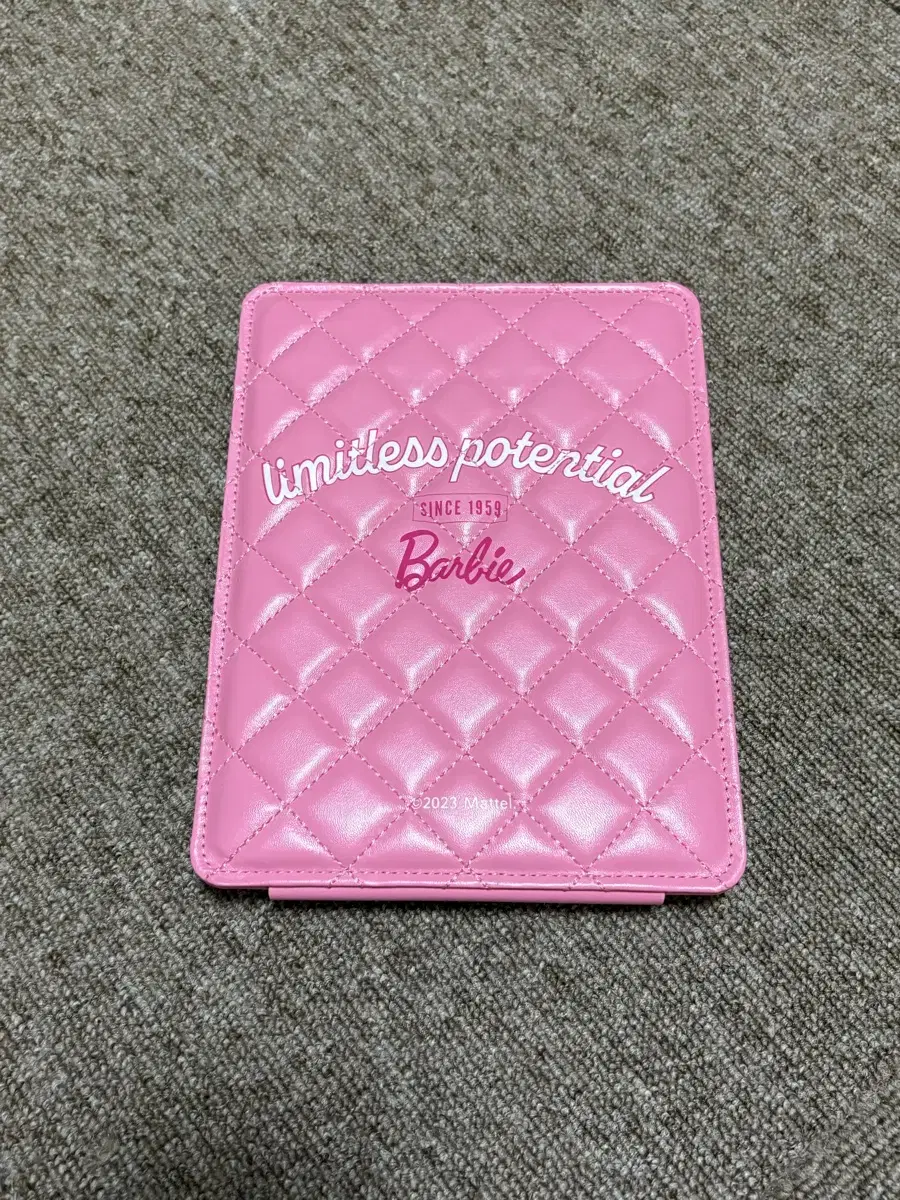 limitless potential
SINCE 1959
Barbie
©2023 Mattel.